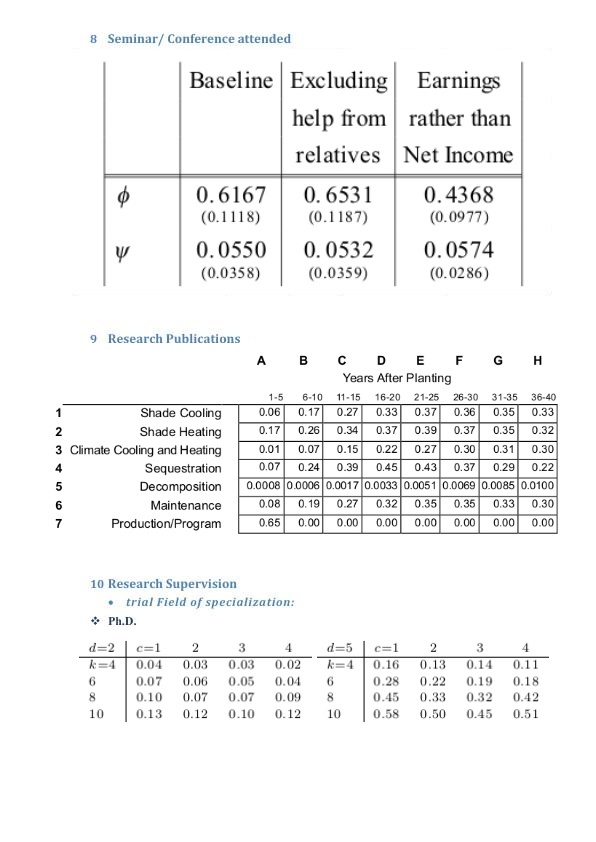 8 Seminar/ Conference attended
Baseline Excluding Earnings
help from rather than
relatives Net Income
ϕ 0.6167 0.6531 0.4368
(0.1118) (0.1187) (0.0977)
ψ 0.0550 0.0532 0.0574
(0.0358) (0.0359) (0.0286)
9 Research Publications
A B C D E F G H
Years After Planting
1-5 6-10 11-15 16-20 21-25 26-30 31-35 36-40
1 Shade Cooling 0.06 0.17 0.27 0.33 0.37 0.36 0.35 0.33
2 Shade Heating 0.17 0.26 0.34 0.37 0.39 0.37 0.35 0.32
3 Climate Cooling and Heating 0.01 0.07 0.15 0.22 0.27 0.30 0.31 0.30
4 Sequestration 0.07 0.24 0.39 0.45 0.43 0.37 0.29 0.22
5 Decomposition 0.0008 0.0006 0.0017 0.0033 0.0051 0.0069 0.0085 0.0100
6 Maintenance 0.08 0.19 0.27 0.32 0.35 0.35 0.33 0.30
7 Production/Program 0.65 0.00 0.00 0.00 0.00 0.00 0.00 0.00
10 Research Supervision
• trial Field of specialization:
❖ Ph.D.
d=2 c=1 2 3 4 d=5 c=1 2 3 4
k=4 0.04 0.03 0.03 0.02 k=4 0.16 0.13 0.14 0.11
6 0.07 0.06 0.05 0.04 6 0.28 0.22 0.19 0.18
8 0.10 0.07 0.07 0.09 8 0.45 0.33 0.32 0.42
10 0.13 0.12 0.10 0.12 10 0.58 0.50 0.45 0.51